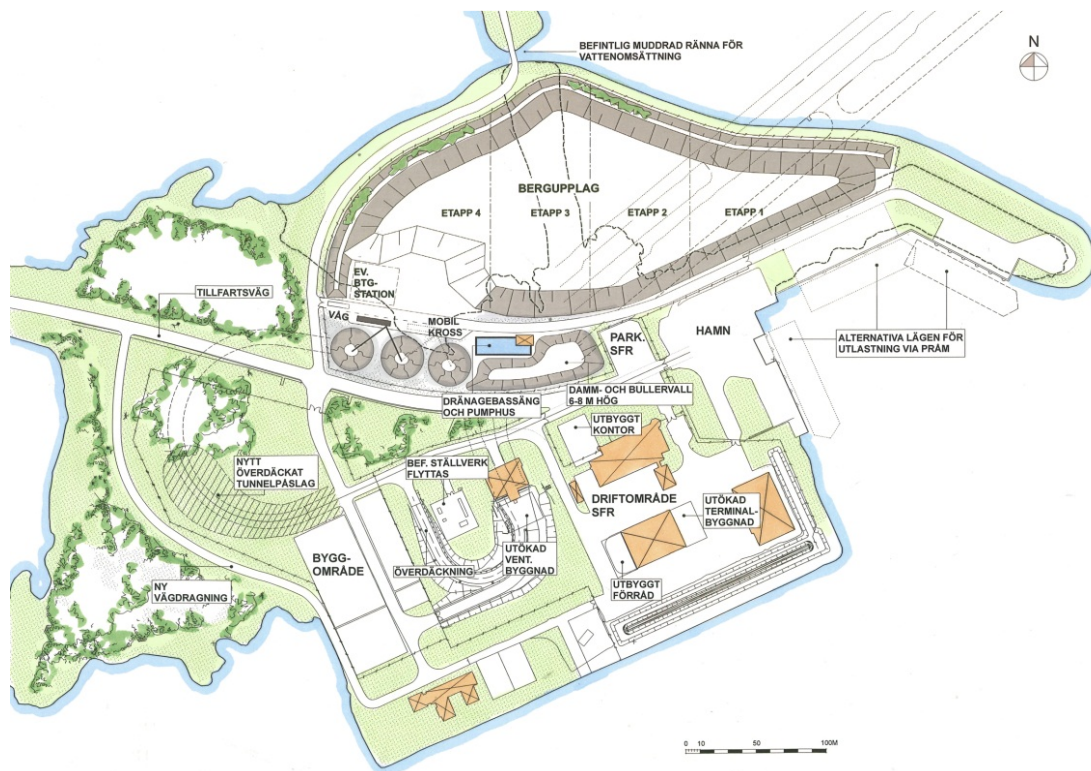 BEFINTLIG MUDDRAD RÄNNA FÖR
VATTENOMSÄTTNING
N
BERGUPPLAG
ETAPP 4
ETAPP 3
ETAPP 2
ETAPP 1
EV.
BTG-
STATION
TILLFARTSVÄG
VÅG
MOBIL
KROSS
PARK.
SFR
HAMN
ALTERNATIVA LÄGEN FÖR
UTLASTNING VIA PRÅM
DRÄNAGEBASSÄNG
OCH PUMPHUS
DAMM- OCH BULLERVALL
6-8 M HÖG
UTBYGGT
KONTOR
NYTT
ÖVERDÄCKAT
TUNNELPÅSLAG
BEF. STÄLLVERK
FLYTTAS
DRIFTOMRÅDE
SFR
UTÖKAD
TERMINAL-
BYGGNAD
BYGG-
OMRÅDE
ÖVERDÄCKNING
UTÖKAD
VENT.
BYGGNAD
UTBYGGT
FÖRRÅD
NY
VÄGDRAGNING
0 10 50 100M